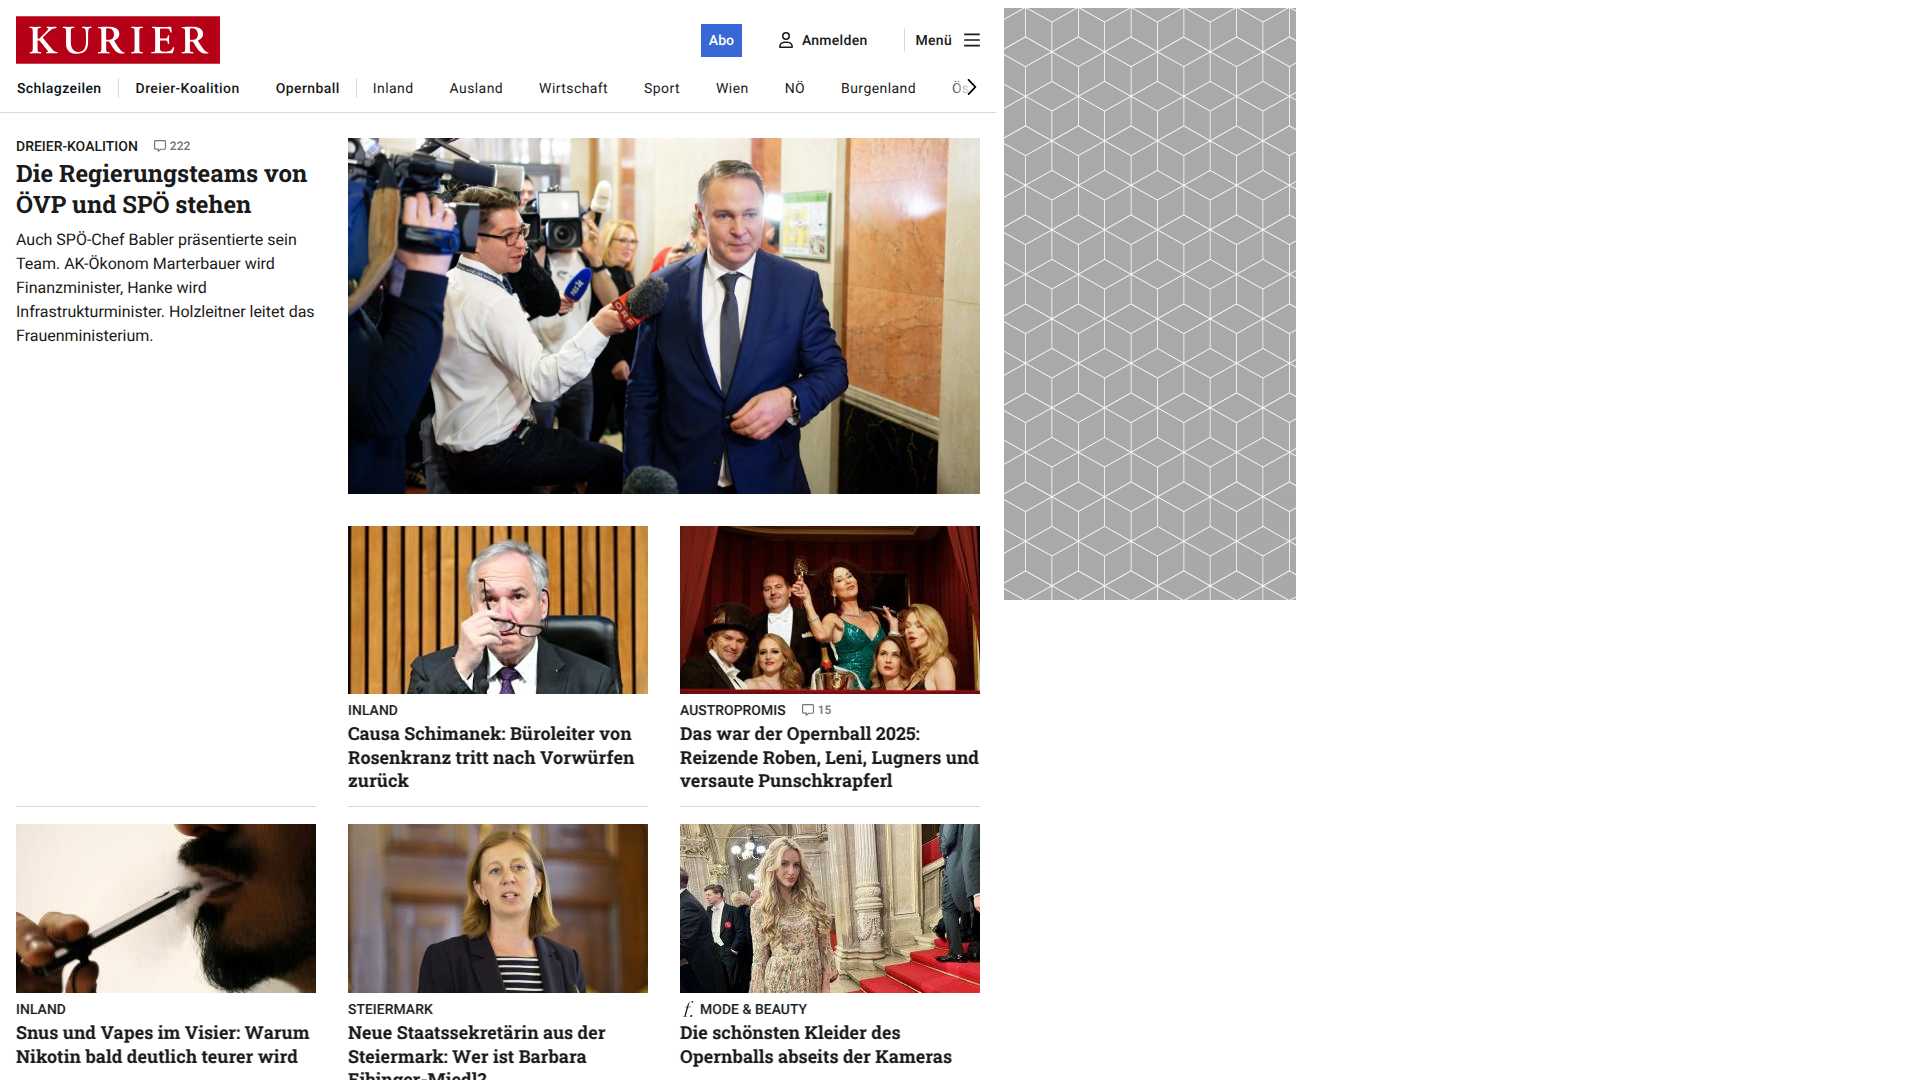 KURIER
Abo
Anmelden
Menü
Schlagzeilen
Dreier-Koalition
Opernball
Inland
Ausland
Wirtschaft
Sport
Wien
NÖ
Burgenland
DREIER-KOALITION 222
Die Regierungsteams von
ÖVP und SPÖ stehen
Auch SPÖ-Chef Babler präsentierte sein
Team. AK-Ökonom Marterbauer wird
Finanzminister, Hanke wird
Infrastrukturminister. Holzleitner leitet das
Frauenministerium.
INLAND
Causa Schimanek: Büroleiter von
Rosenkranz tritt nach Vorwürfen
zurück
AUSTROPROMIS 15
Das war der Opernball 2025:
Reizende Roben, Leni, Lugners und
versaute Punschkrapferl
INLAND
Snus und Vapes im Visier: Warum
Nikotin bald deutlich teurer wird
STEIERMARK
Neue Staatssekretärin aus der
Steiermark: Wer ist Barbara
Eibinger-Miedl?
f. MODE & BEAUTY
Die schönsten Kleider des
Opernballs abseits der Kameras